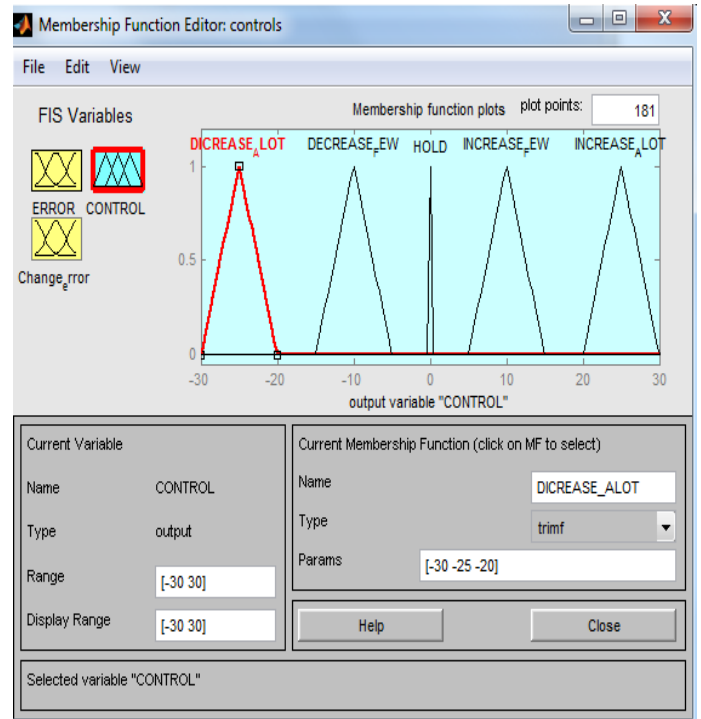 Membership Function Editor: controls
File Edit View
FIS Variables
Membership function plots plot points: 181
DICREASE_ALOT DECREASE_FEW HOLD INCREASE_FEW INCREASE_ALOT
1
0.5
0
-30 -20 -10 0 10 20 30
output variable "CONTROL"
ERROR CONTROL
Change_error
Current Variable
Name CONTROL
Type output
Range [-30 30]
Display Range [-30 30]
Current Membership Function (click on MF to select)
Name DICREASE_ALOT
Type trimf
Params [-30 -25 -20]
Help Close
Selected variable "CONTROL"